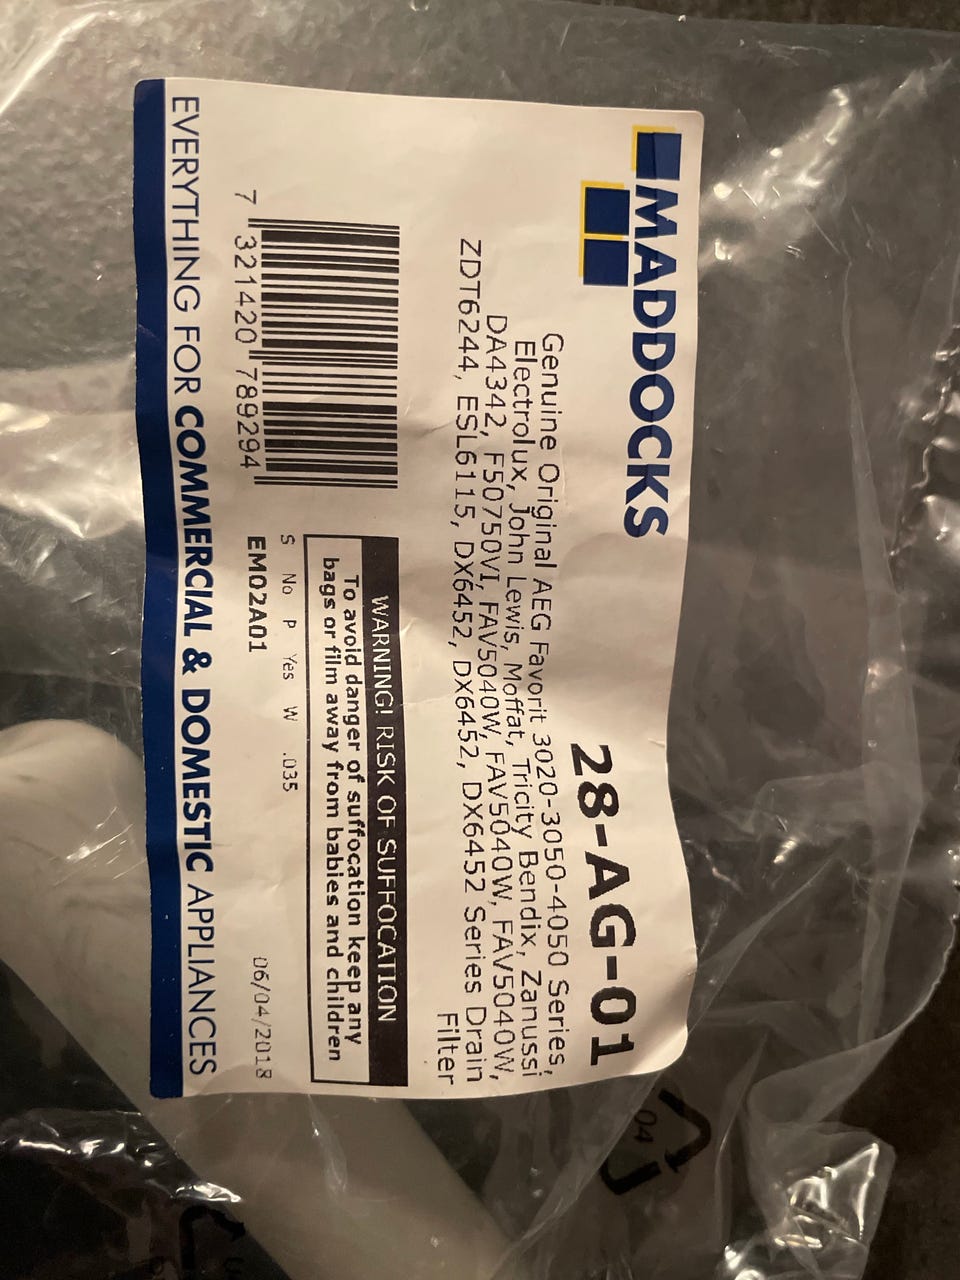 MADDOCKS
28-AG-01
Genuine Original AEG Favorit 3020-3050-4050 Series,
Electrolux, John Lewis, Moffat, Tricity Bendix, Zanussi
DA4342, F50750VI, FAV5040W, FAV5040W, FAV5040W,
ZDT6244, ESL6115, DX6452, DX6452, DX6452 Series Drain
Filter
WARNING! RISK OF SUFFOCATION
To avoid danger of suffocation keep any
bags or film away from babies and children
7 321420 789294
S No P Yes W .035
EM02A01
06/04/2018
EVERYTHING FOR COMMERCIAL & DOMESTIC APPLIANCES
04